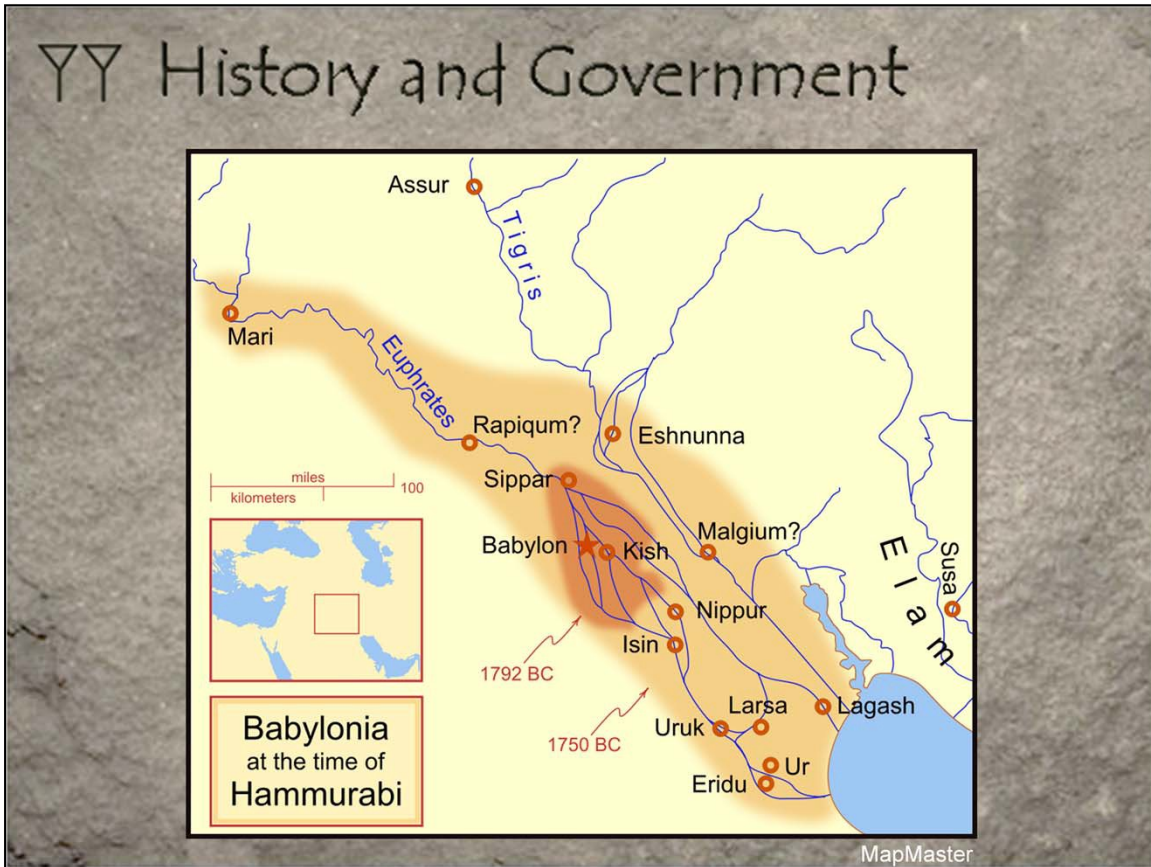 𒁹𒁹 History and Government
Assur
Tigris
Mari
Euphrates
Rapiqum?
Eshnunna
miles
kilometers
100
Sippar
Babylon
Kish
Malgium?
Elam
Susa
Nippur
Isin
1792 BC
1750 BC
Larsa
Lagash
Uruk
Ur
Eridu
Babylonia
at the time of
Hammurabi
MapMaster